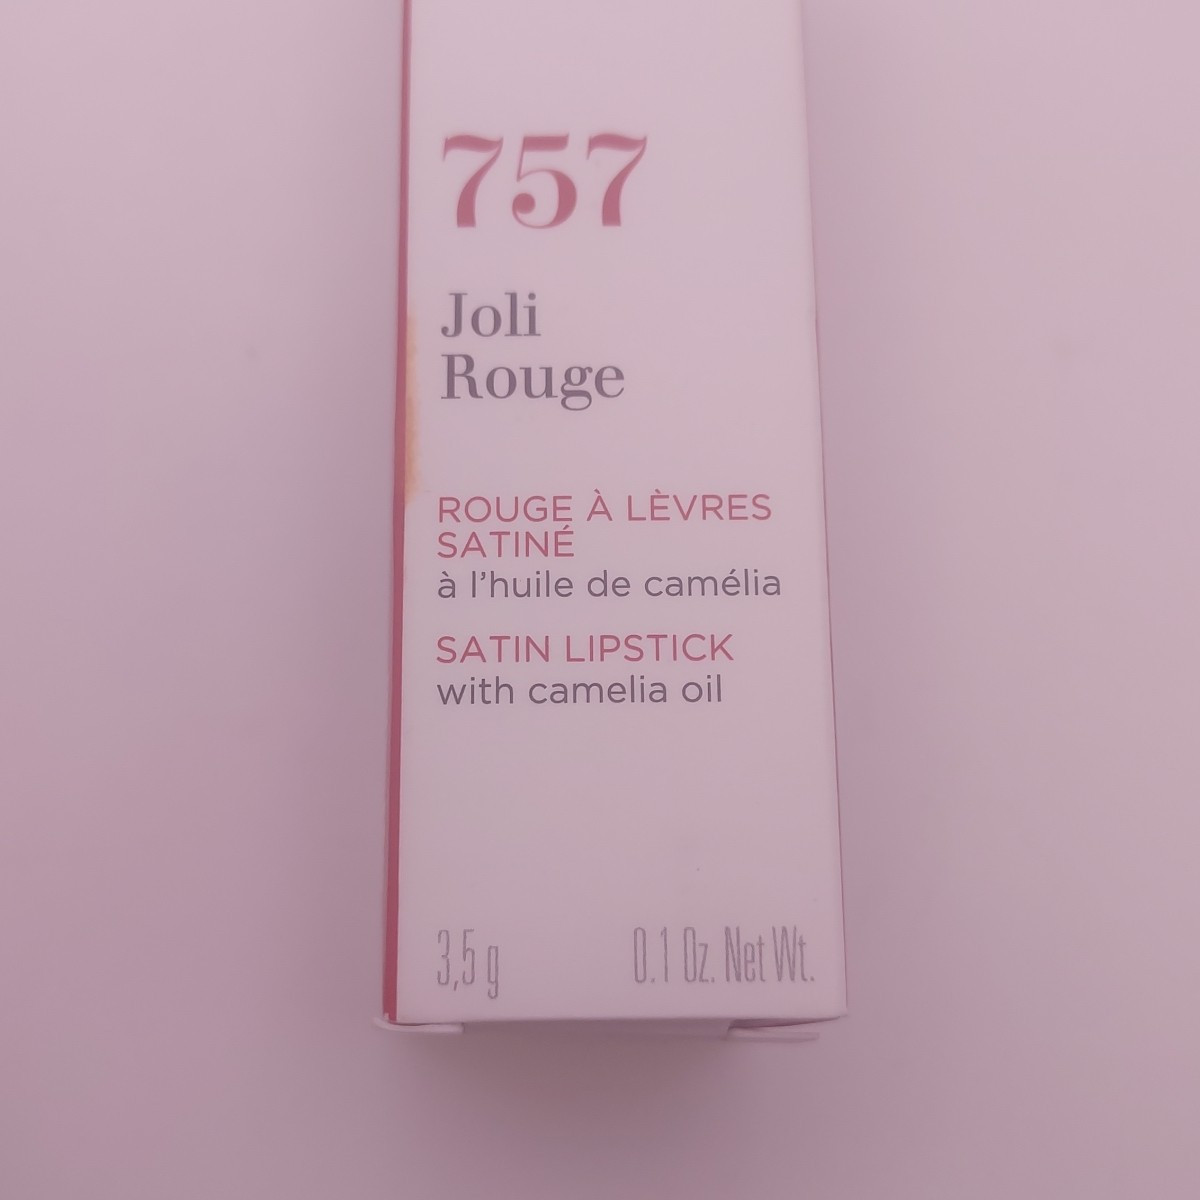 757
Joli
Rouge
ROUGE À LÈVRES
SATINÉ
à l'huile de camélia
SATIN LIPSTICK
with camelia oil
3,5 g 0.1 Oz. Net Wt.